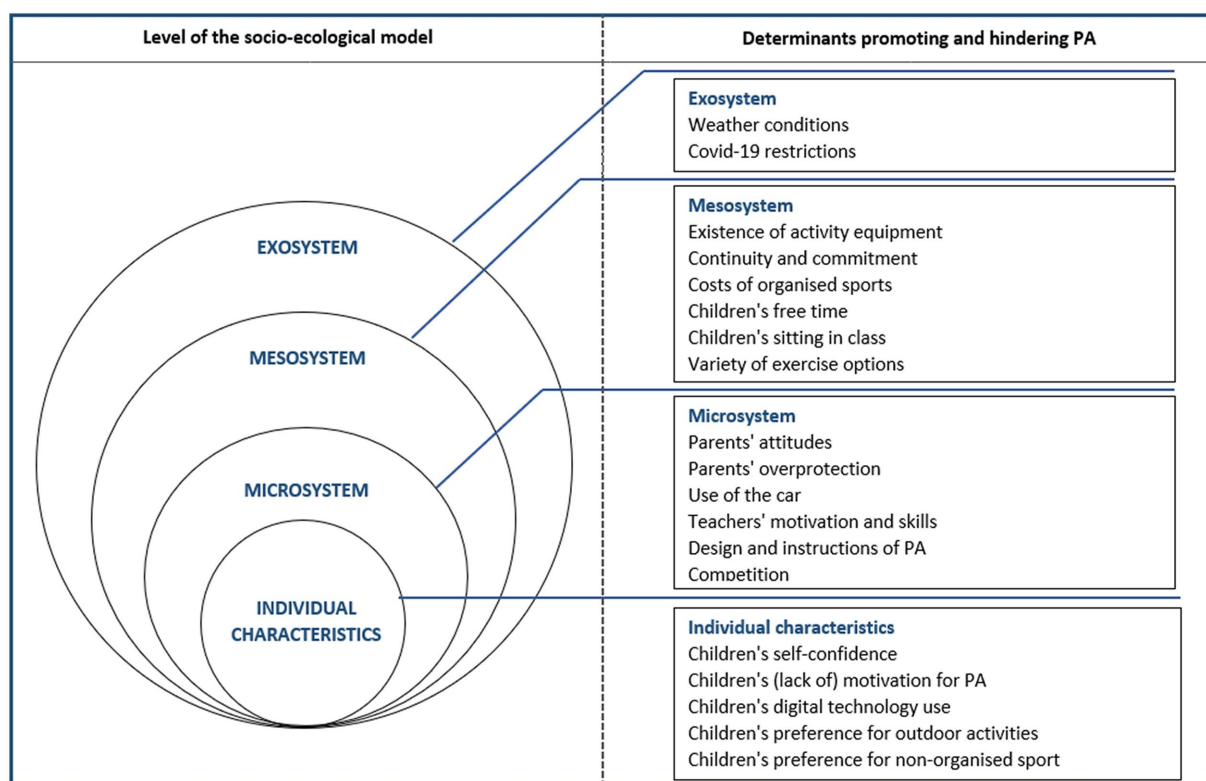 Level of the socio-ecological model
Determinants promoting and hindering PA
EXOSYSTEM
MESOSYSTEM
MICROSYSTEM
INDIVIDUAL
CHARACTERISTICS
Exosystem
Weather conditions
Covid-19 restrictions
Mesosystem
Existence of activity equipment
Continuity and commitment
Costs of organised sports
Children's free time
Children's sitting in class
Variety of exercise options
Microsystem
Parents' attitudes
Parents' overprotection
Use of the car
Teachers' motivation and skills
Design and instructions of PA
Competition
Individual characteristics
Children's self-confidence
Children's (lack of) motivation for PA
Children's digital technology use
Children's preference for outdoor activities
Children's preference for non-organised sport